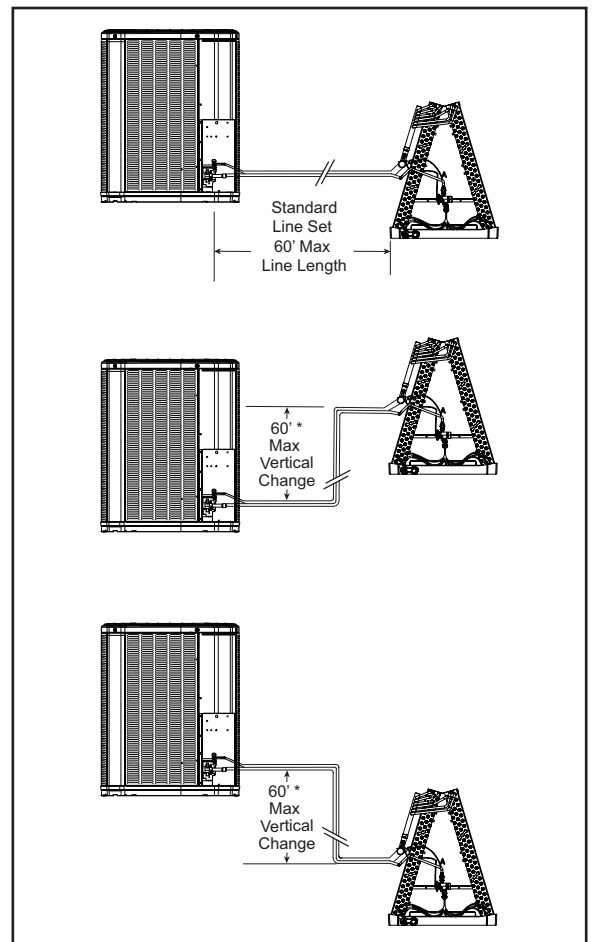 Standard
Line Set
60' Max
Line Length
60' *
Max
Vertical
Change
60' *
Max
Vertical
Change